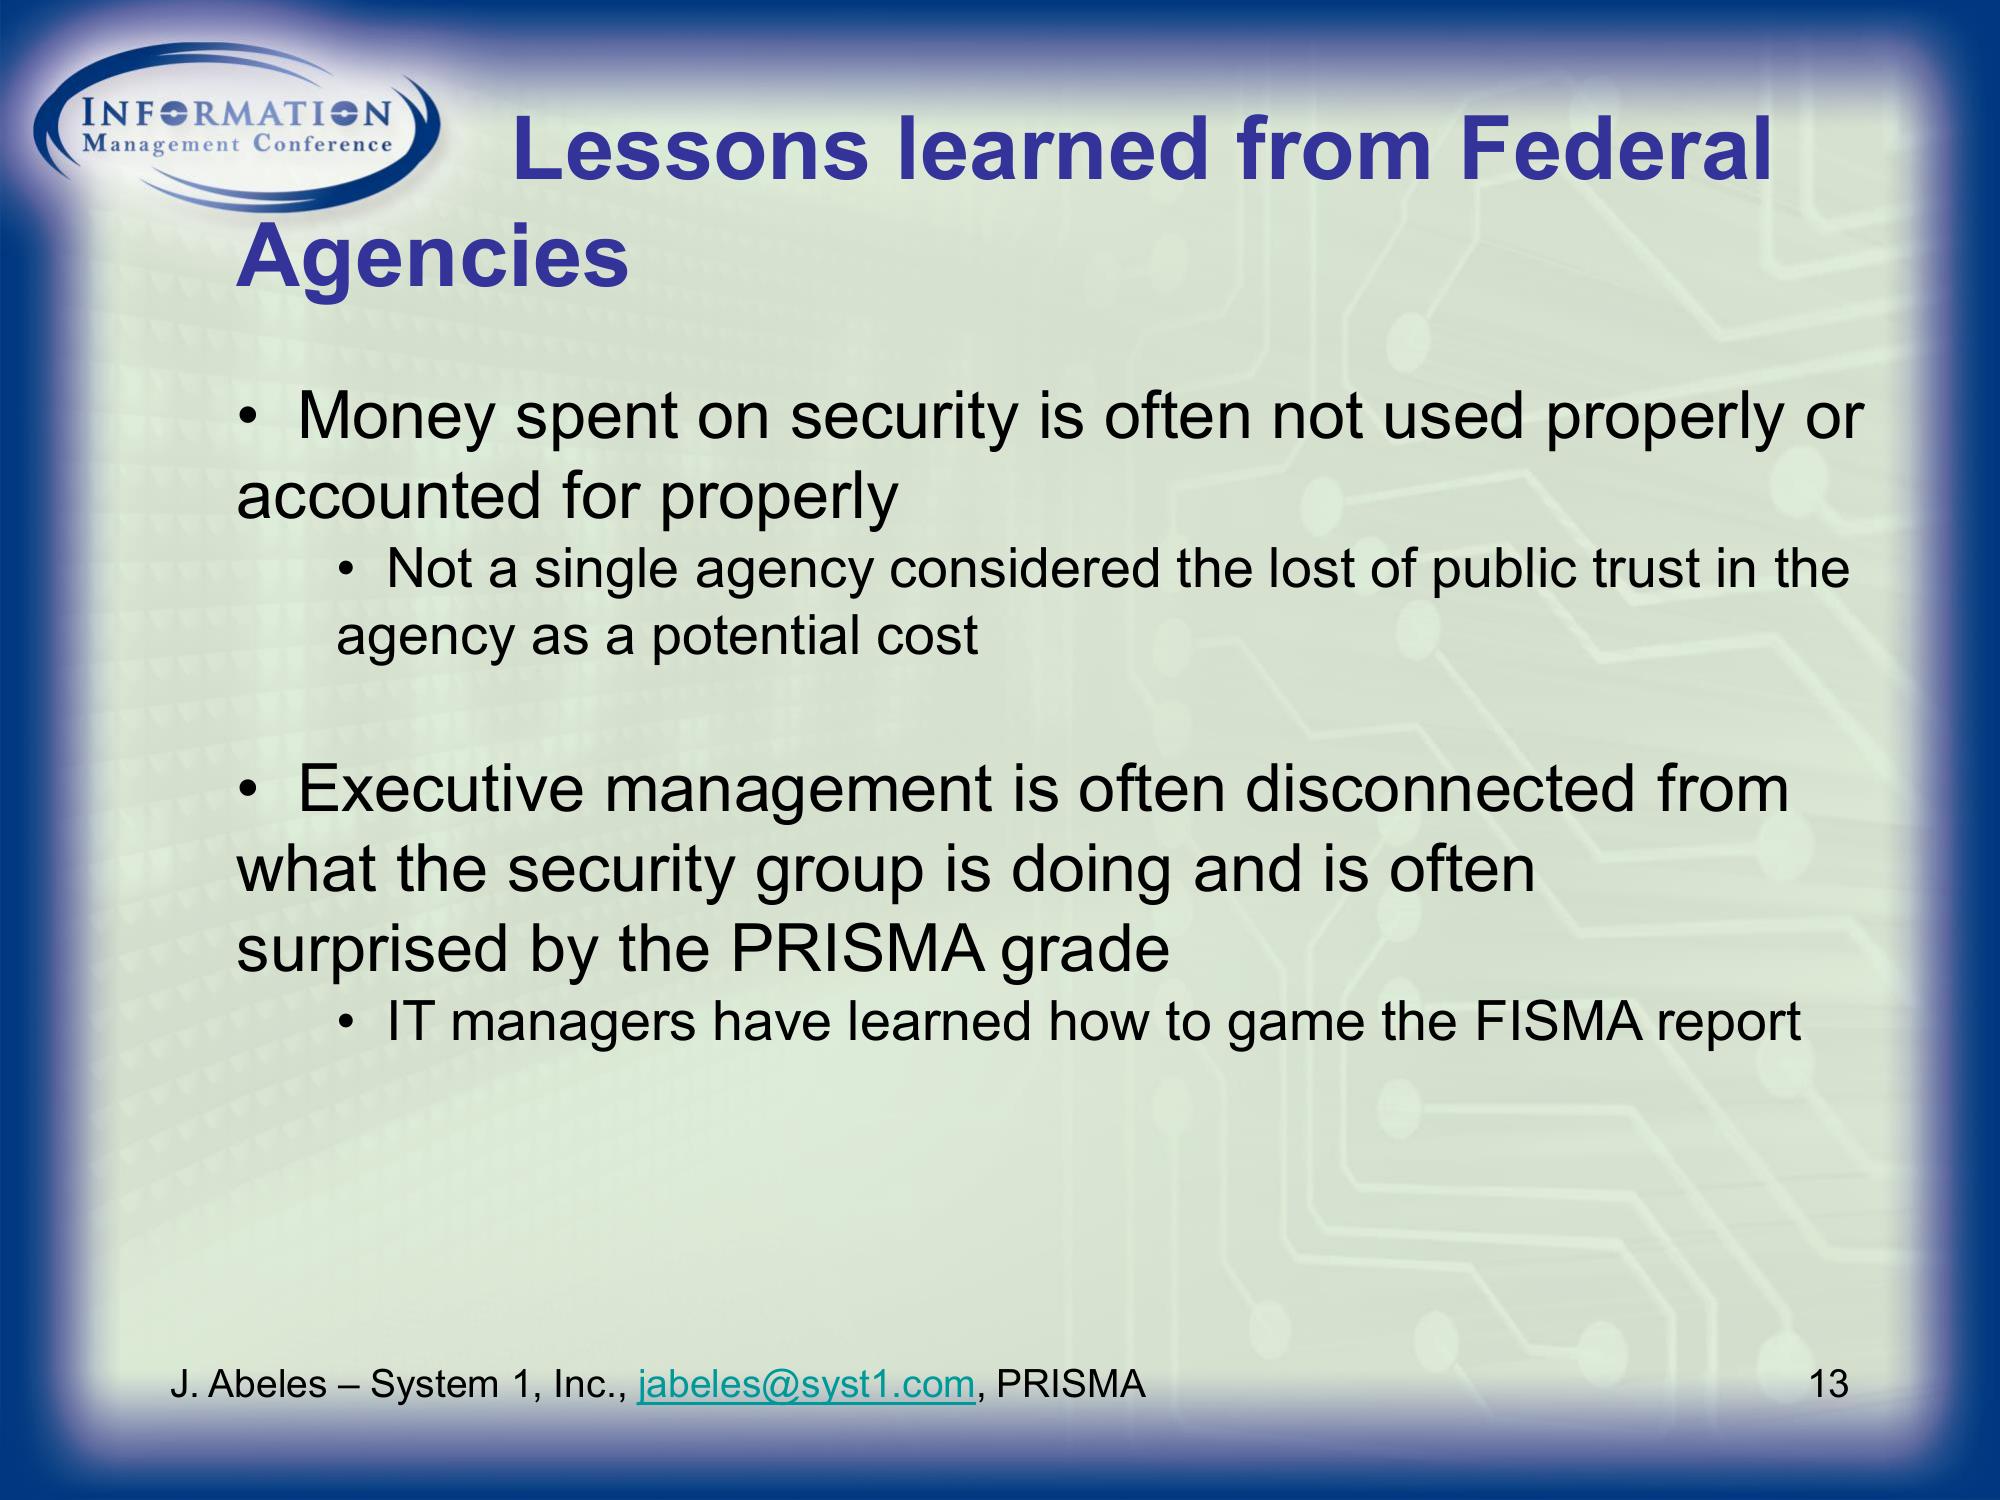 INFORMATION
Management Conference
Lessons learned from Federal
Agencies
• Money spent on security is often not used properly or
accounted for properly
• Not a single agency considered the lost of public trust in the
agency as a potential cost
• Executive management is often disconnected from
what the security group is doing and is often
surprised by the PRISMA grade
• IT managers have learned how to game the FISMA report
J. Abeles – System 1, Inc., jabeles@syst1.com, PRISMA
13